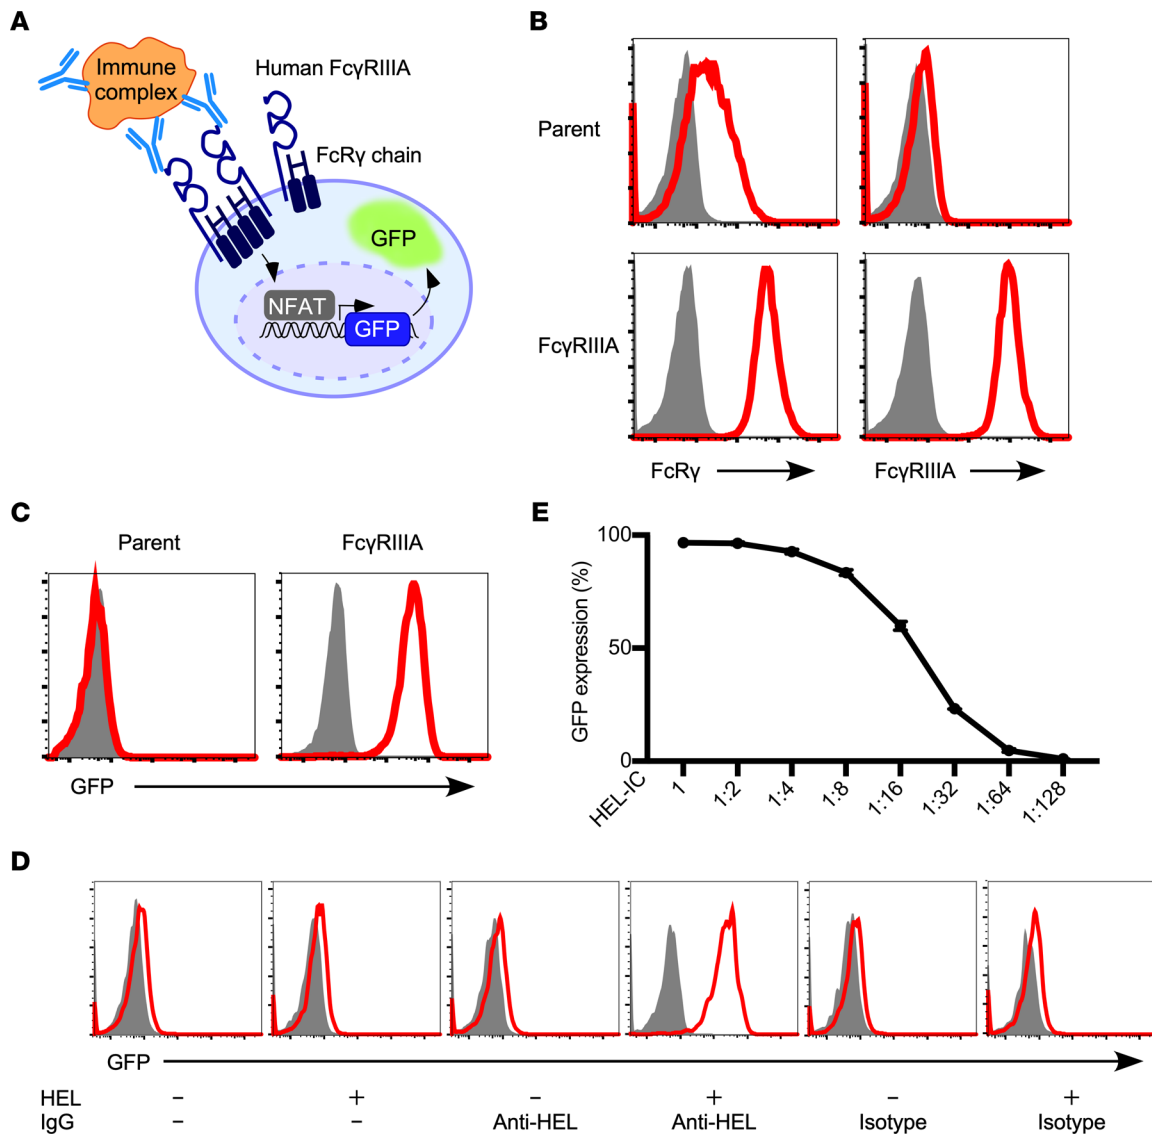 A
Immune
complex
Human FcγRIIIA
FcRγ chain
GFP
NFAT
GFP
B
Parent
FcγRIIIA
FcRγ
FcγRIIIA
C
Parent
FcγRIIIA
GFP
E
GFP expression (%)
100
50
0
HEL-IC
1
1:2
1:4
1:8
1:16
1:32
1:64
1:128
D
GFP
HEL – + – + – +
IgG – – Anti-HEL Anti-HEL Isotype Isotype